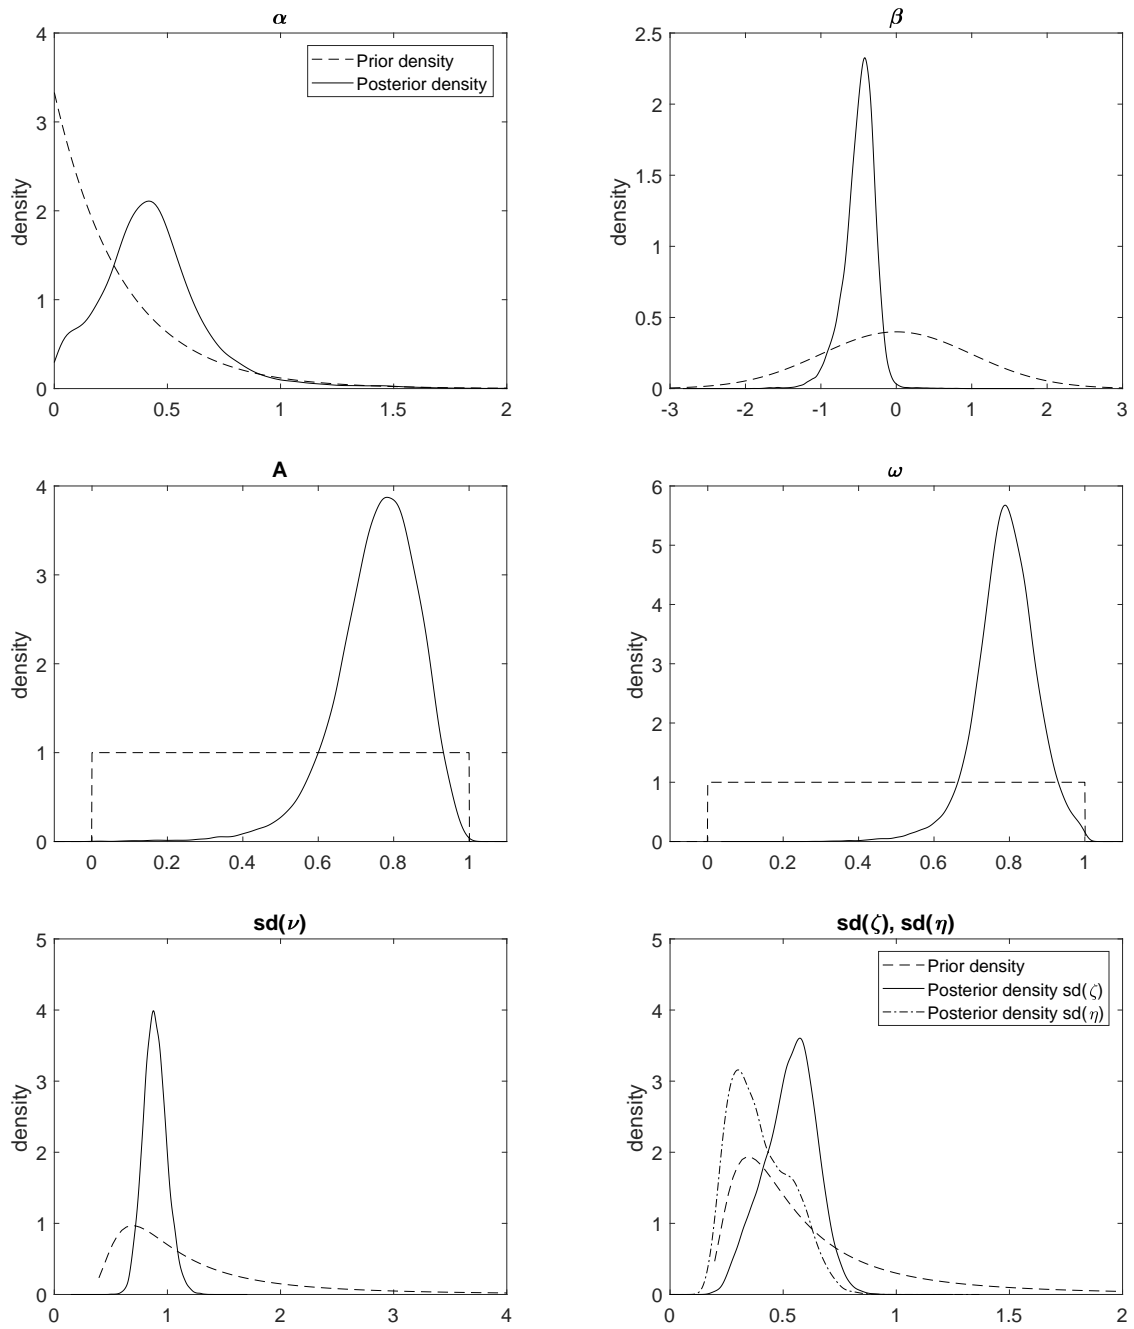 α
4
3
2
1
0
density
Prior density
Posterior density
0 0.5 1 1.5 2
β
2.5
2
1.5
1
0.5
0
density
-3 -2 -1 0 1 2 3
A
4
3
2
1
0
density
0 0.2 0.4 0.6 0.8 1
ω
6
5
4
3
2
1
0
density
0 0.2 0.4 0.6 0.8 1
sd(ν)
5
4
3
2
1
0
density
0 1 2 3 4
sd(ζ), sd(η)
5
4
3
2
1
0
density
Prior density
Posterior density sd(ζ)
Posterior density sd(η)
0 0.5 1 1.5 2